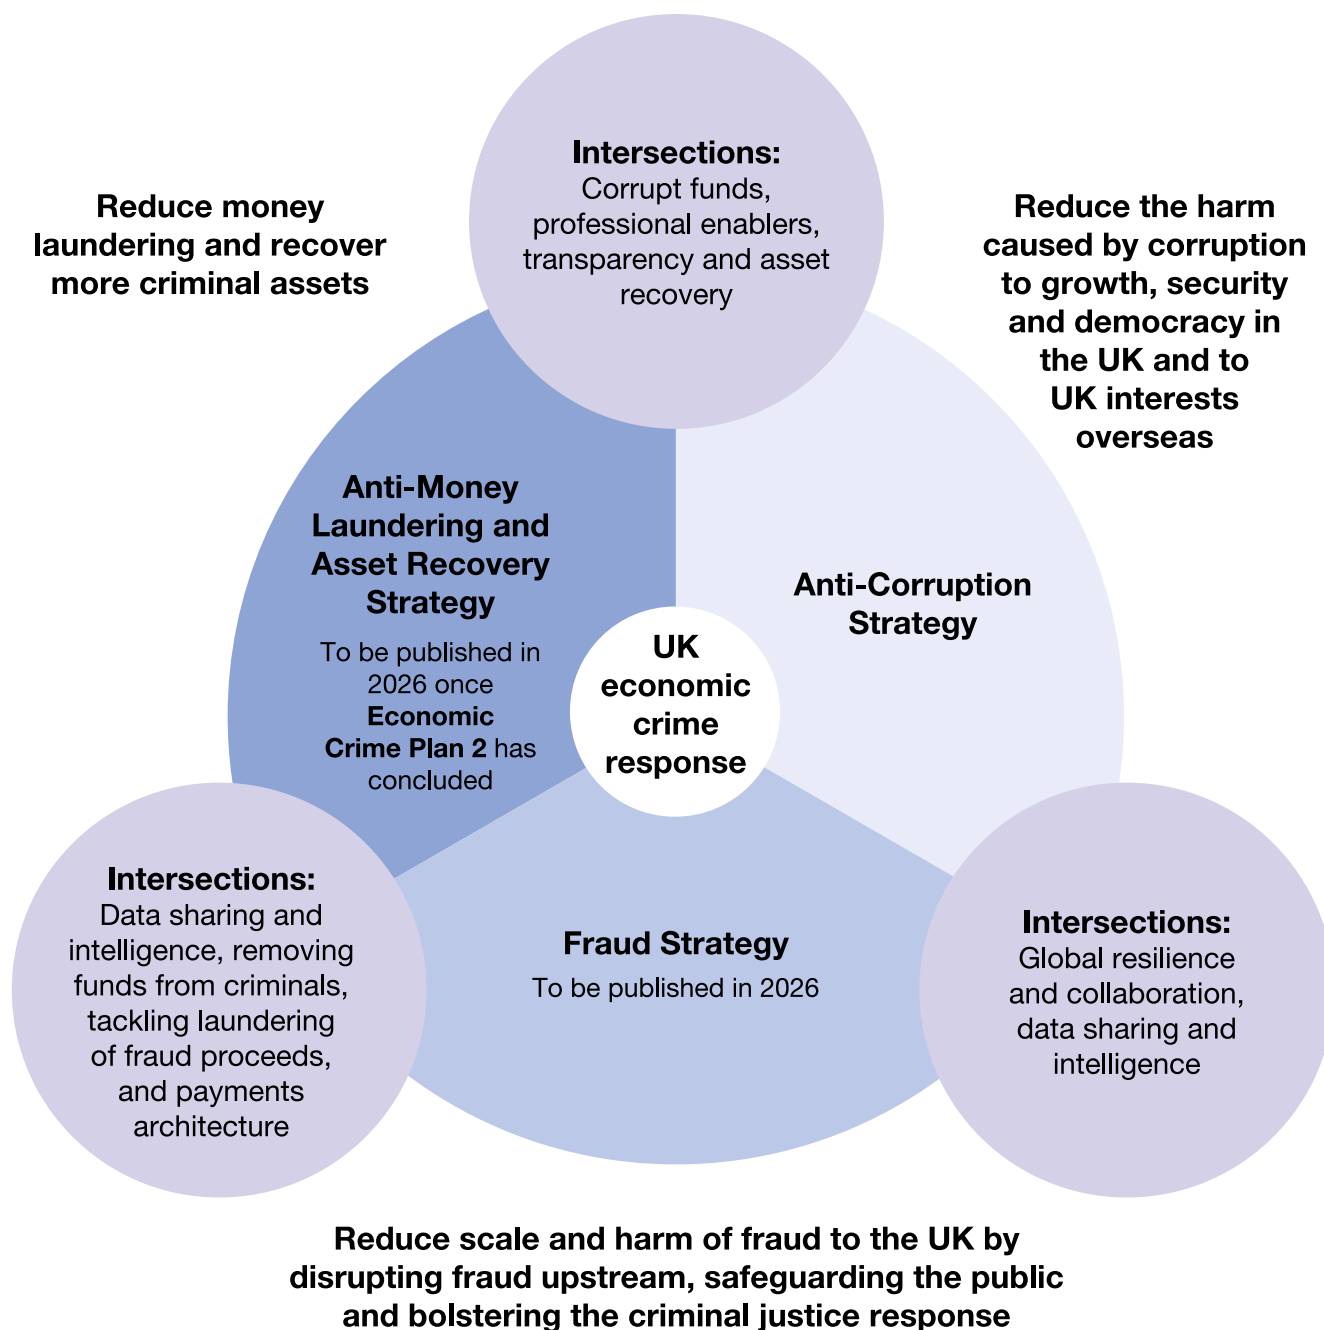 Intersections:
Corrupt funds,
professional enablers,
transparency and asset
recovery
Reduce money
laundering and recover
more criminal assets
Reduce the harm
caused by corruption
to growth, security
and democracy in
the UK and to
UK interests
overseas
Anti-Money
Laundering and
Asset Recovery
Strategy
To be published in
2026 once
Economic
Crime Plan 2 has
concluded
Anti-Corruption
Strategy
UK
economic
crime
response
Intersections:
Data sharing and
intelligence, removing
funds from criminals,
tackling laundering
of fraud proceeds,
and payments
architecture
Fraud Strategy
To be published in 2026
Intersections:
Global resilience
and collaboration,
data sharing and
intelligence
Reduce scale and harm of fraud to the UK by
disrupting fraud upstream, safeguarding the public
and bolstering the criminal justice response